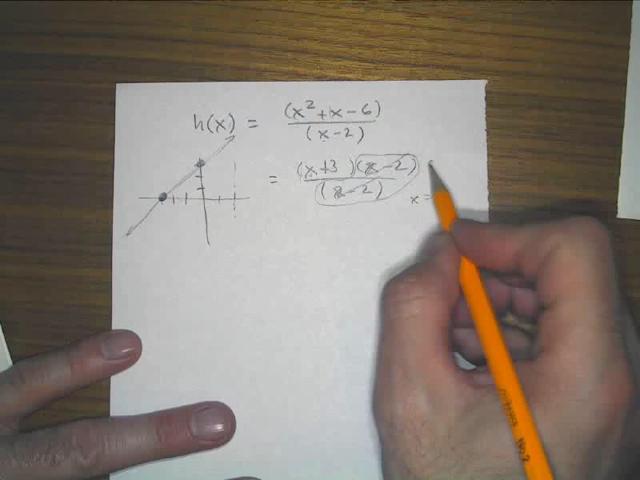 h(x) = (x² + x - 6) / (x - 2)
= (x + 3)(x - 2) / (x - 2)
x =